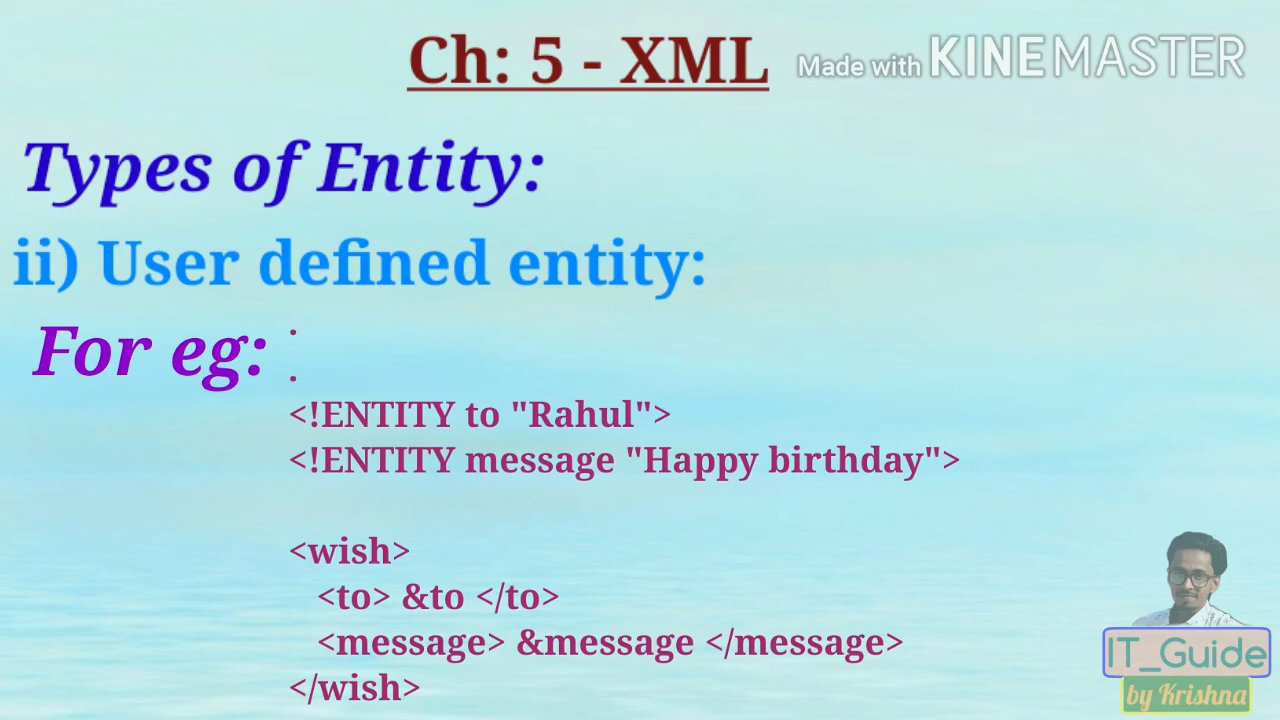 Ch: 5 - XML
Made with KINEMASTER
Types of Entity:
ii) User defined entity:
For eg: .
.
<!ENTITY to "Rahul">
<!ENTITY message "Happy birthday">
<wish>
<to> &to </to>
<message> &message </message>
</wish>
IT_Guide
by Krishna